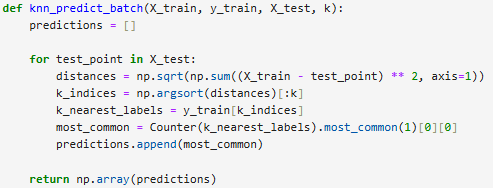 def knn_predict_batch(X_train, y_train, X_test, k):
    predictions = []

    for test_point in X_test:
        distances = np.sqrt(np.sum((X_train - test_point) ** 2, axis=1))
        k_indices = np.argsort(distances)[:k]
        k_nearest_labels = y_train[k_indices]
        most_common = Counter(k_nearest_labels).most_common(1)[0][0]
        predictions.append(most_common)

    return np.array(predictions)